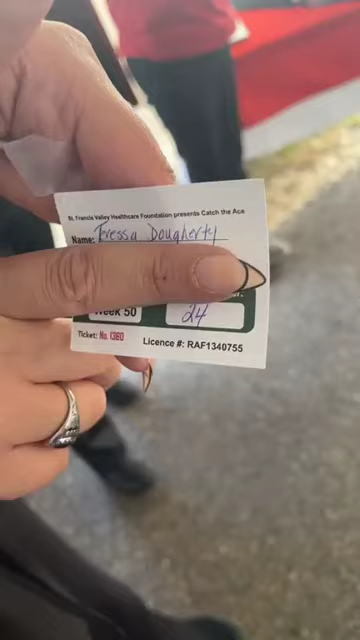 St. Francis Valley Healthcare Foundation presents Catch the Ace
Name: Teressa Dougherty
Week 50
24
Ticket: No. 1360
Licence #: RAF1340755